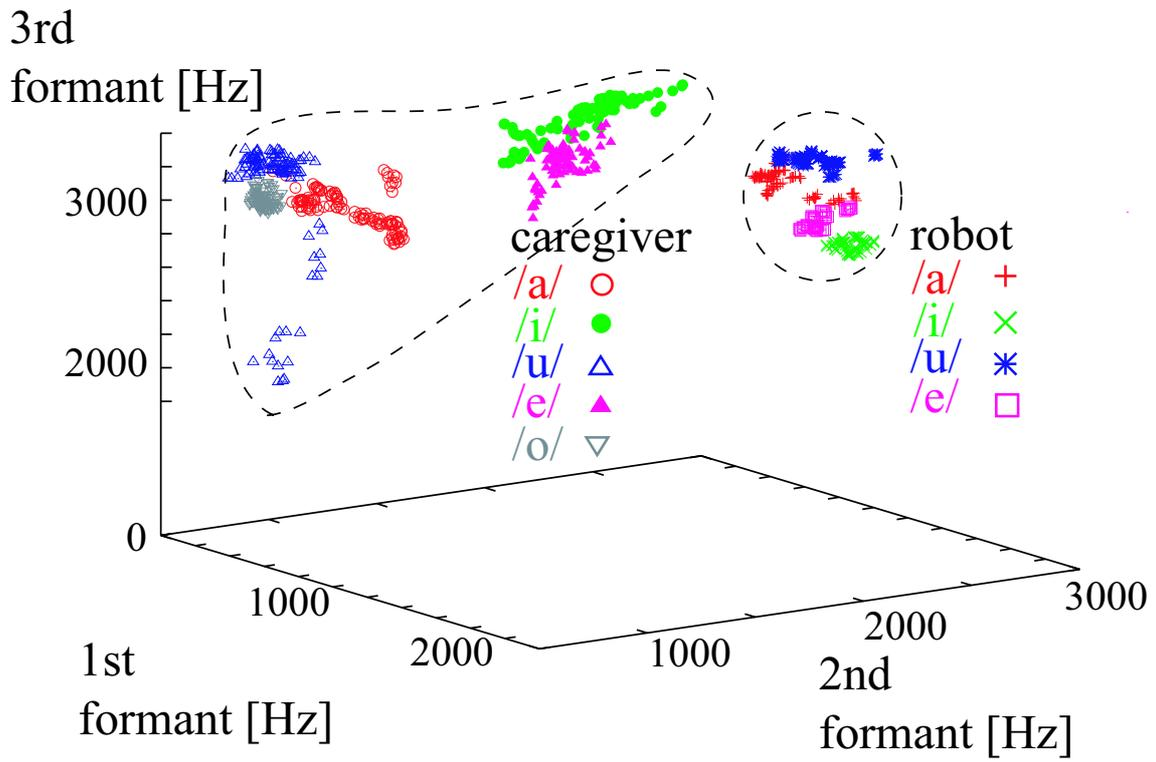 3rd
formant [Hz]
3000
2000
0
caregiver
/a/
/i/
/u/
/e/
/o/
robot
/a/
/i/
/u/
/e/
1000
2000
1st
formant [Hz]
1000
2000
3000
2nd
formant [Hz]